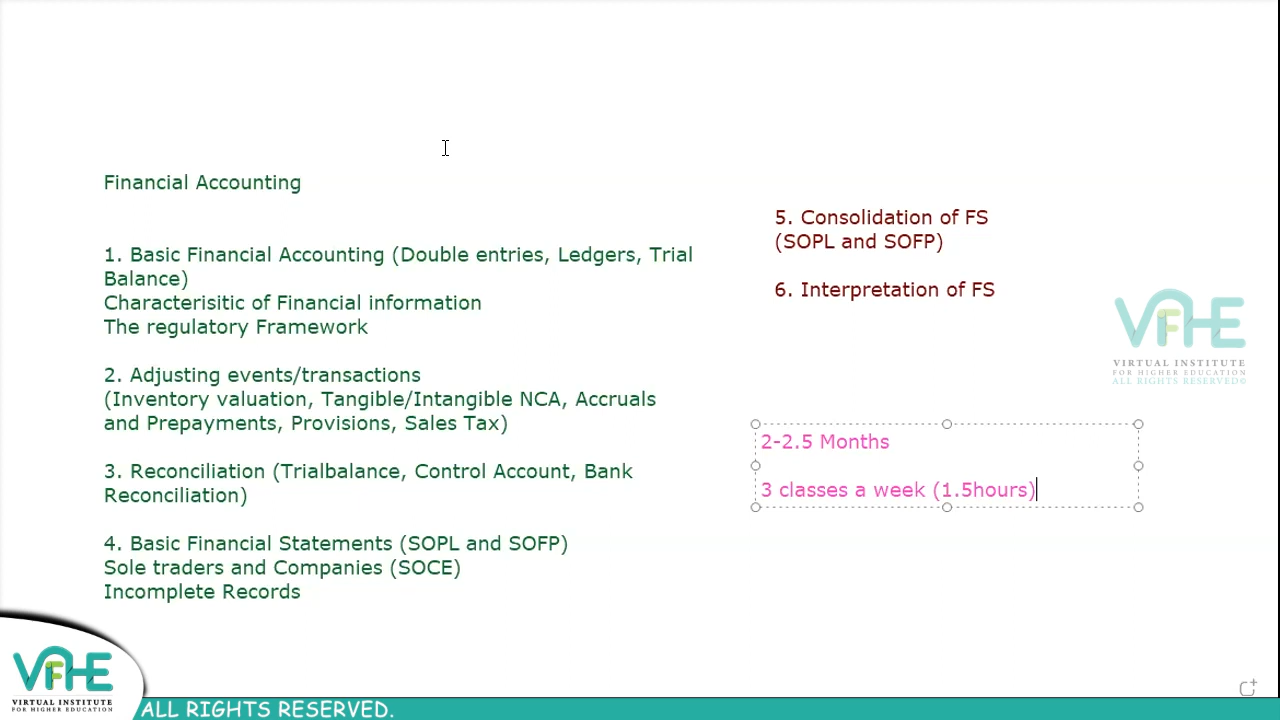 Financial Accounting
1. Basic Financial Accounting (Double entries, Ledgers, Trial
Balance)
Characterisitic of Financial information
The regulatory Framework
2. Adjusting events/transactions
(Inventory valuation, Tangible/Intangible NCA, Accruals
and Prepayments, Provisions, Sales Tax)
3. Reconciliation (Trialbalance, Control Account, Bank
Reconciliation)
4. Basic Financial Statements (SOPL and SOFP)
Sole traders and Companies (SOCE)
Incomplete Records
5. Consolidation of FS
(SOPL and SOFP)
6. Interpretation of FS
VIFHE
VIRTUAL INSTITUTE
FOR HIGHER EDUCATION
ALL RIGHTS RESERVED©
2-2.5 Months
3 classes a week (1.5hours)
VIFHE
VIRTUAL INSTITUTE
FOR HIGHER EDUCATION
ALL RIGHTS RESERVED.